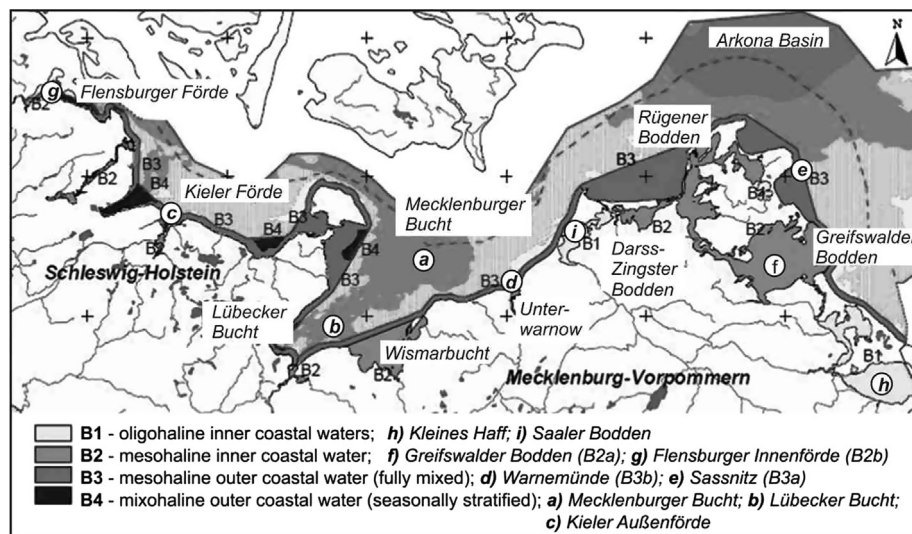 Arkona Basin
N
g
Flensburger Förde
B2
Rügener
Bodden
B2
B3
B4
Kieler Förde
B3
B3
e
B3
c
B3
B3
B4
B4
Mecklenburger
Bucht
i
B1
B2
B2
Darss-
Zingster
Bodden
Greifswalder
Bodden
Schleswig-Holstein
B2
a
f
B3
B3
d
Lübecker
Bucht
b
Unter-
warnow
B2
Wismarbucht
B2
Mecklenburg-Vorpommern
B1
h
B1 - oligohaline inner coastal waters; h) Kleines Haff; i) Saaler Bodden
B2 - mesohaline inner coastal water; f) Greifswalder Bodden (B2a); g) Flensburger Innenförde (B2b)
B3 - mesohaline outer coastal water (fully mixed); d) Warnemünde (B3b); e) Sassnitz (B3a)
B4 - mixohaline outer coastal water (seasonally stratified); a) Mecklenburger Bucht; b) Lübecker Bucht;
c) Kieler Außenförde